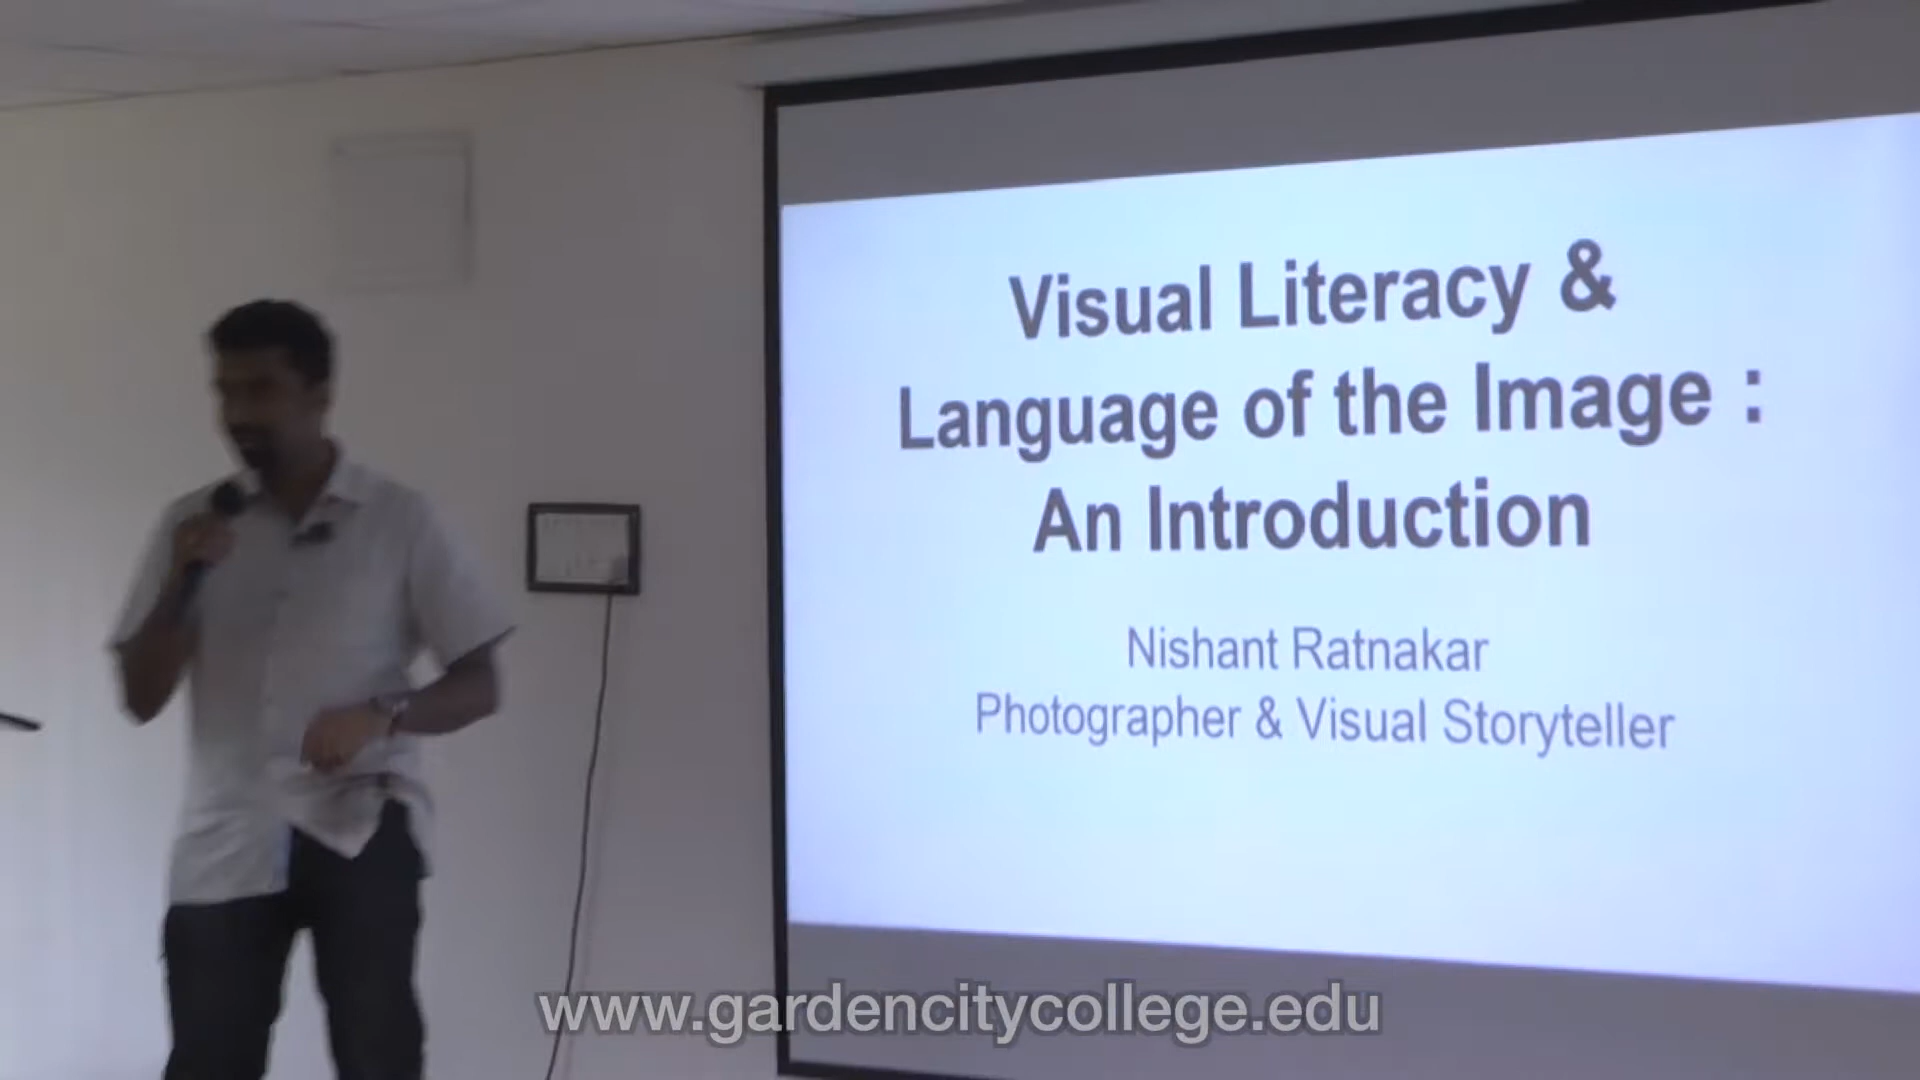 Visual Literacy &
Language of the Image :
An Introduction
Nishant Ratnakar
Photographer & Visual Storyteller
www.gardencitycollege.edu